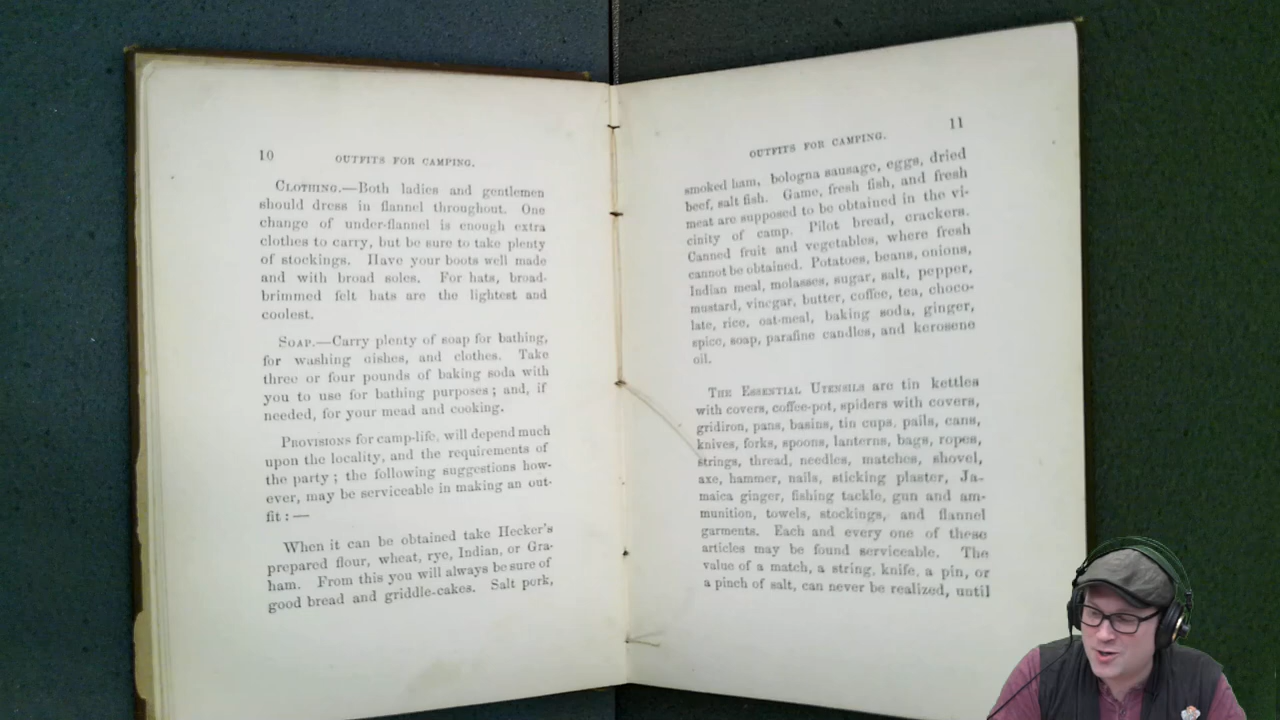 10
OUTFITS FOR CAMPING.
CLOTHING.—Both ladies and gentlemen
should dress in flannel throughout. One
change of under-flannel is enough extra
clothes to carry, but be sure to take plenty
of stockings. Have your boots well made
and with broad soles. For hats, broad-
brimmed felt hats are the lightest and
coolest.
SOAP.—Carry plenty of soap for bathing,
for washing dishes, and clothes. Take
three or four pounds of baking soda with
you to use for bathing purposes; and, if
needed, for your mead and cooking.
PROVISIONS for camp-life, will depend much
upon the locality, and the requirements of
the party; the following suggestions how-
ever, may be serviceable in making an out-
fit:—
When it can be obtained take Hecker's
prepared flour, wheat, rye, Indian, or Gra-
ham. From this you will always be sure of
good bread and griddle-cakes. Salt pork,
OUTFITS FOR CAMPING.
11
smoked ham, bologna sausage, eggs, dried
beef, salt fish. Game, fresh fish, and fresh
meat are supposed to be obtained in the vi-
cinity of camp. Pilot bread, crackers.
Canned fruit and vegetables, where fresh
cannot be obtained. Potatoes, beans, onions,
Indian meal, molasses, sugar, salt, pepper,
mustard, vinegar, butter, coffee, tea, choco-
late, rice, oat-meal, baking soda, ginger,
spice, soap, parafine candles, and kerosene
oil.
THE ESSENTIAL UTENSILS are tin kettles
with covers, coffee-pot, spiders with covers,
gridiron, pans, basins, tin cups, pails, cans,
knives, forks, spoons, lanterns, bags, ropes,
strings, thread, needles, matches, shovel,
axe, hammer, nails, sticking plaster, Ja-
maica ginger, fishing tackle, gun and am-
munition, towels, stockings, and flannel
garments. Each and every one of these
articles may be found serviceable. The
value of a match, a string, knife, a pin, or
a pinch of salt, can never be realized, until